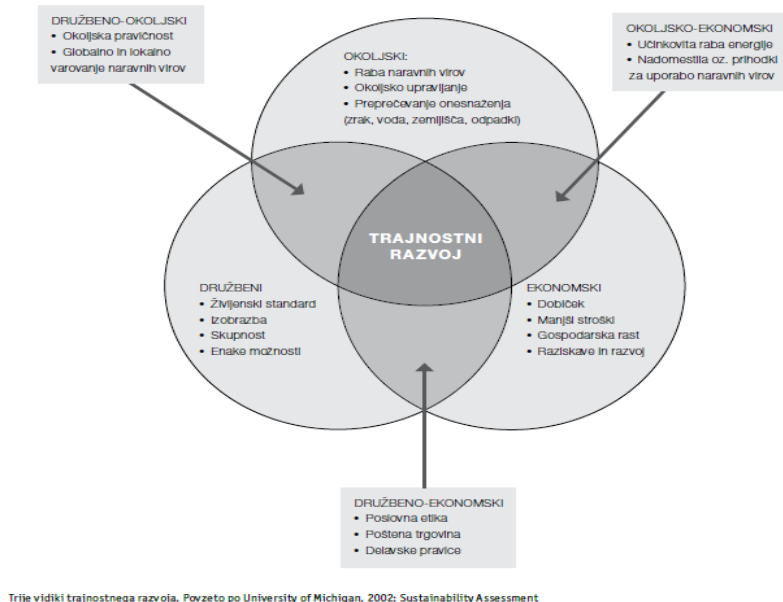 DRUŽBENO-OKOLJSKI
• Okoljska pravičnost
• Globalno in lokalno
varovanje naravnih virov
OKOLJSKO-EKONOMSKI
• Učinkovita raba energije
• Nadomestila oz. prihodki
za uporabo naravnih virov
OKOLJSKI:
• Raba naravnih virov
• Okoljsko upravljanje
• Preprečevanje onesnaženja
(zrak, voda, zemljišča, odpadki)
TRAJNOSTNI
RAZVOJ
DRUŽBENI
• Življenski standard
• Izobrazba
• Skupnost
• Enake možnosti
EKONOMSKI
• Dobiček
• Manjši stroški
• Gospodarska rast
• Raziskave in razvoj
DRUŽBENO-EKONOMSKI
• Poslovna etika
• Poštena trgovina
• Delavske pravice
Trije vidiki trajnostnega razvoja. Povzeto po University of Michigan, 2002: Sustainability Assessment